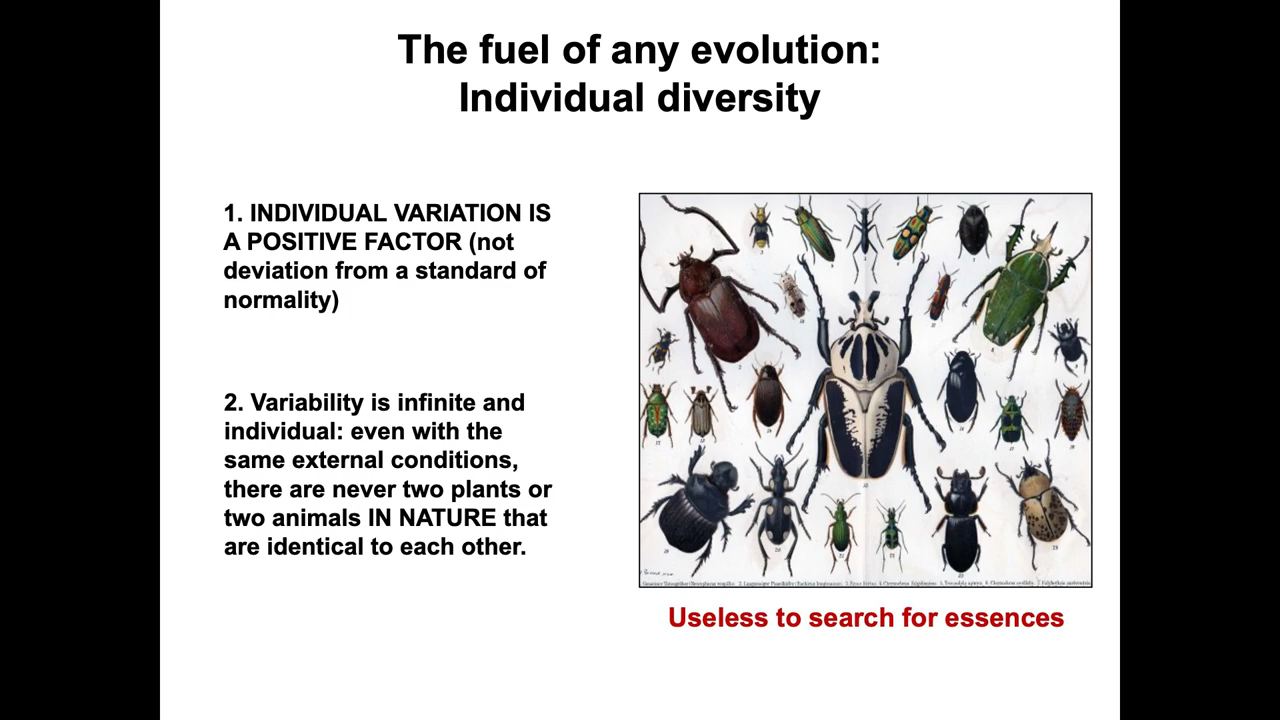 The fuel of any evolution:
Individual diversity
1. INDIVIDUAL VARIATION IS
A POSITIVE FACTOR (not
deviation from a standard of
normality)
2. Variability is infinite and
individual: even with the
same external conditions,
there are never two plants or
two animals IN NATURE that
are identical to each other.
Useless to search for essences